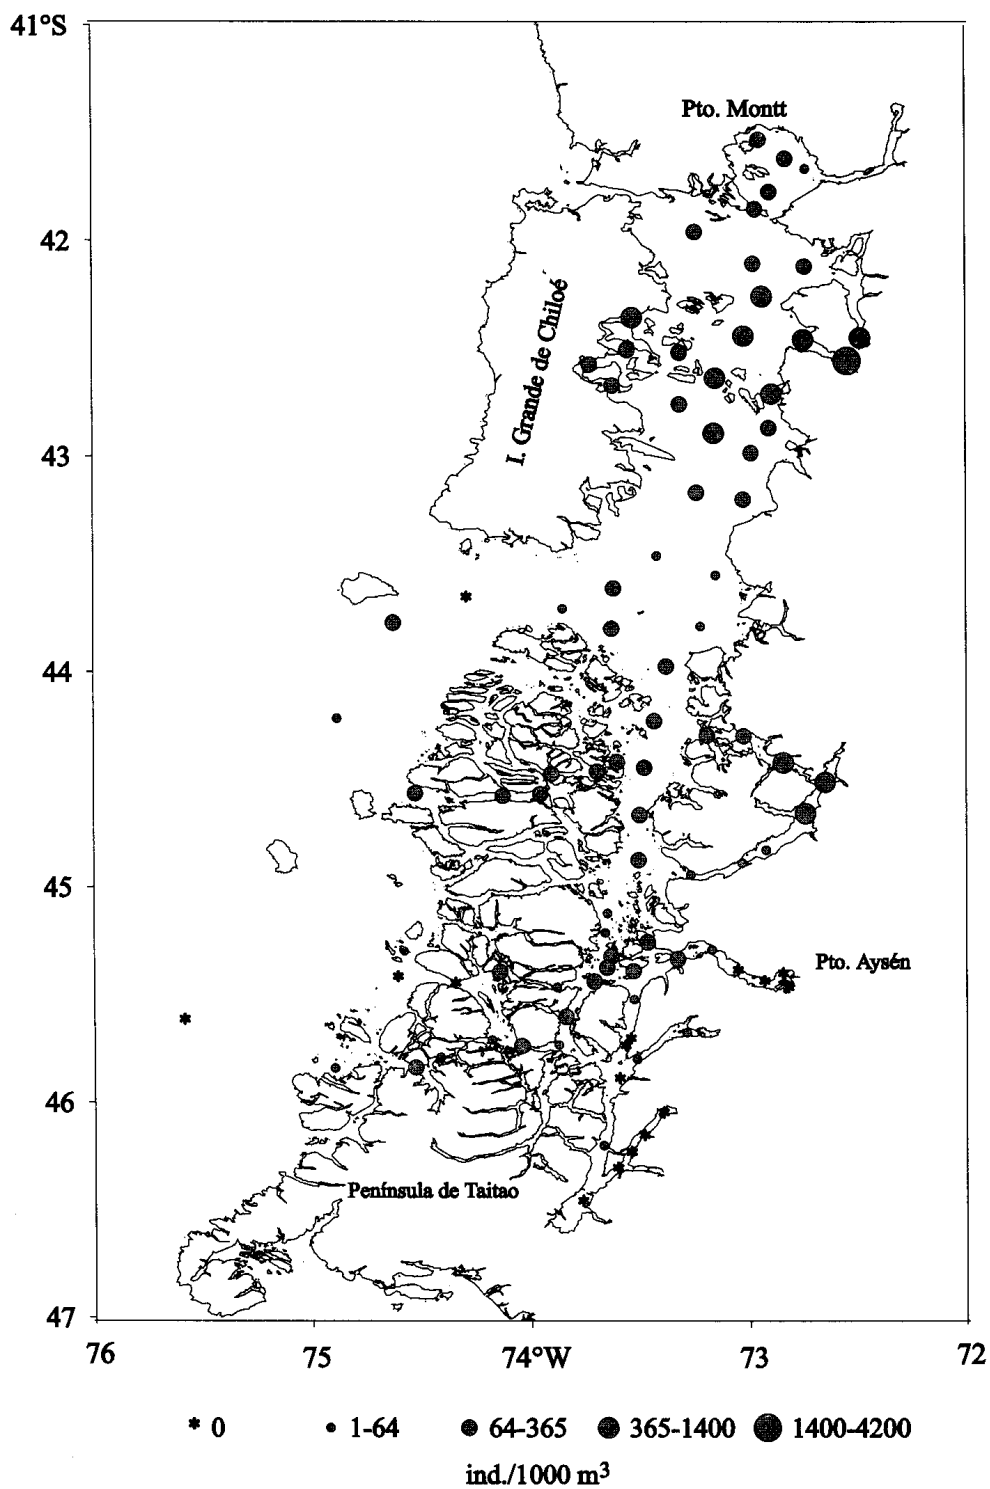 41°S
Pto. Montt
42
I. Grande de Chiloé
43
44
45
Pto. Aysén
46
Península de Taitao
47
76 75 74°W 73 72
* 0 1-64 64-365 365-1400 1400-4200
ind./1000 m³